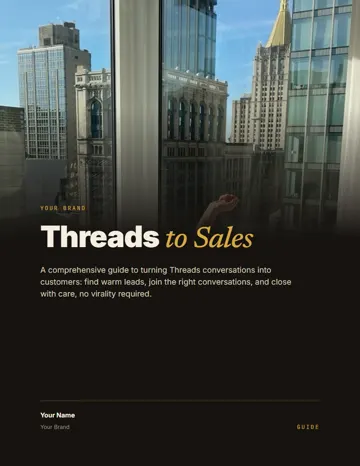 YOUR BRAND
Threads to Sales
A comprehensive guide to turning Threads conversations into
customers: find warm leads, join the right conversations, and close
with care, no virality required.
Your Name
Your Brand
GUIDE